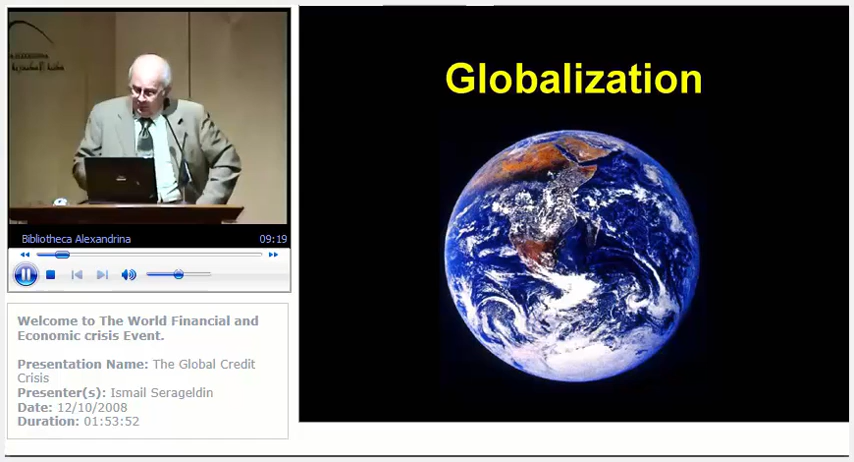 Globalization
Bibliotheca Alexandrina
09:19
Welcome to The World Financial and
Economic crisis Event.
Presentation Name: The Global Credit
Crisis
Presenter(s): Ismail Serageldin
Date: 12/10/2008
Duration: 01:53:52